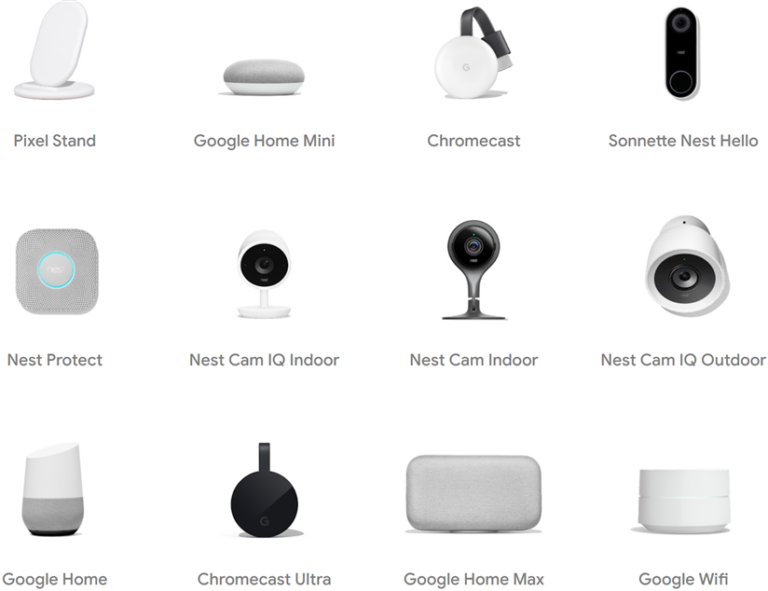 Pixel Stand
Google Home Mini
Chromecast
Sonnette Nest Hello
Nest Protect
Nest Cam IQ Indoor
Nest Cam Indoor
Nest Cam IQ Outdoor
Google Home
Chromecast Ultra
Google Home Max
Google Wifi